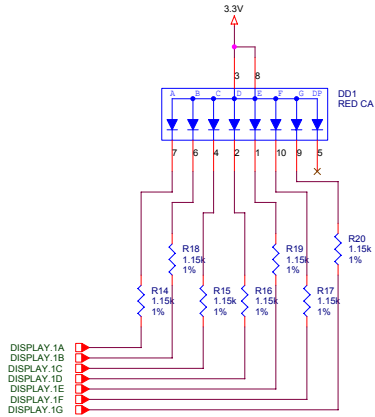 3.3V
3 8
DD1
RED CA
A B C D E F G DP
7 6 4 2 1 10 9 5
R20
1.15k
1%
R18
1.15k
1%
R19
1.15k
1%
R14
1.15k
1%
R15
1.15k
1%
R16
1.15k
1%
R17
1.15k
1%
DISPLAY.1A
DISPLAY.1B
DISPLAY.1C
DISPLAY.1D
DISPLAY.1E
DISPLAY.1F
DISPLAY.1G